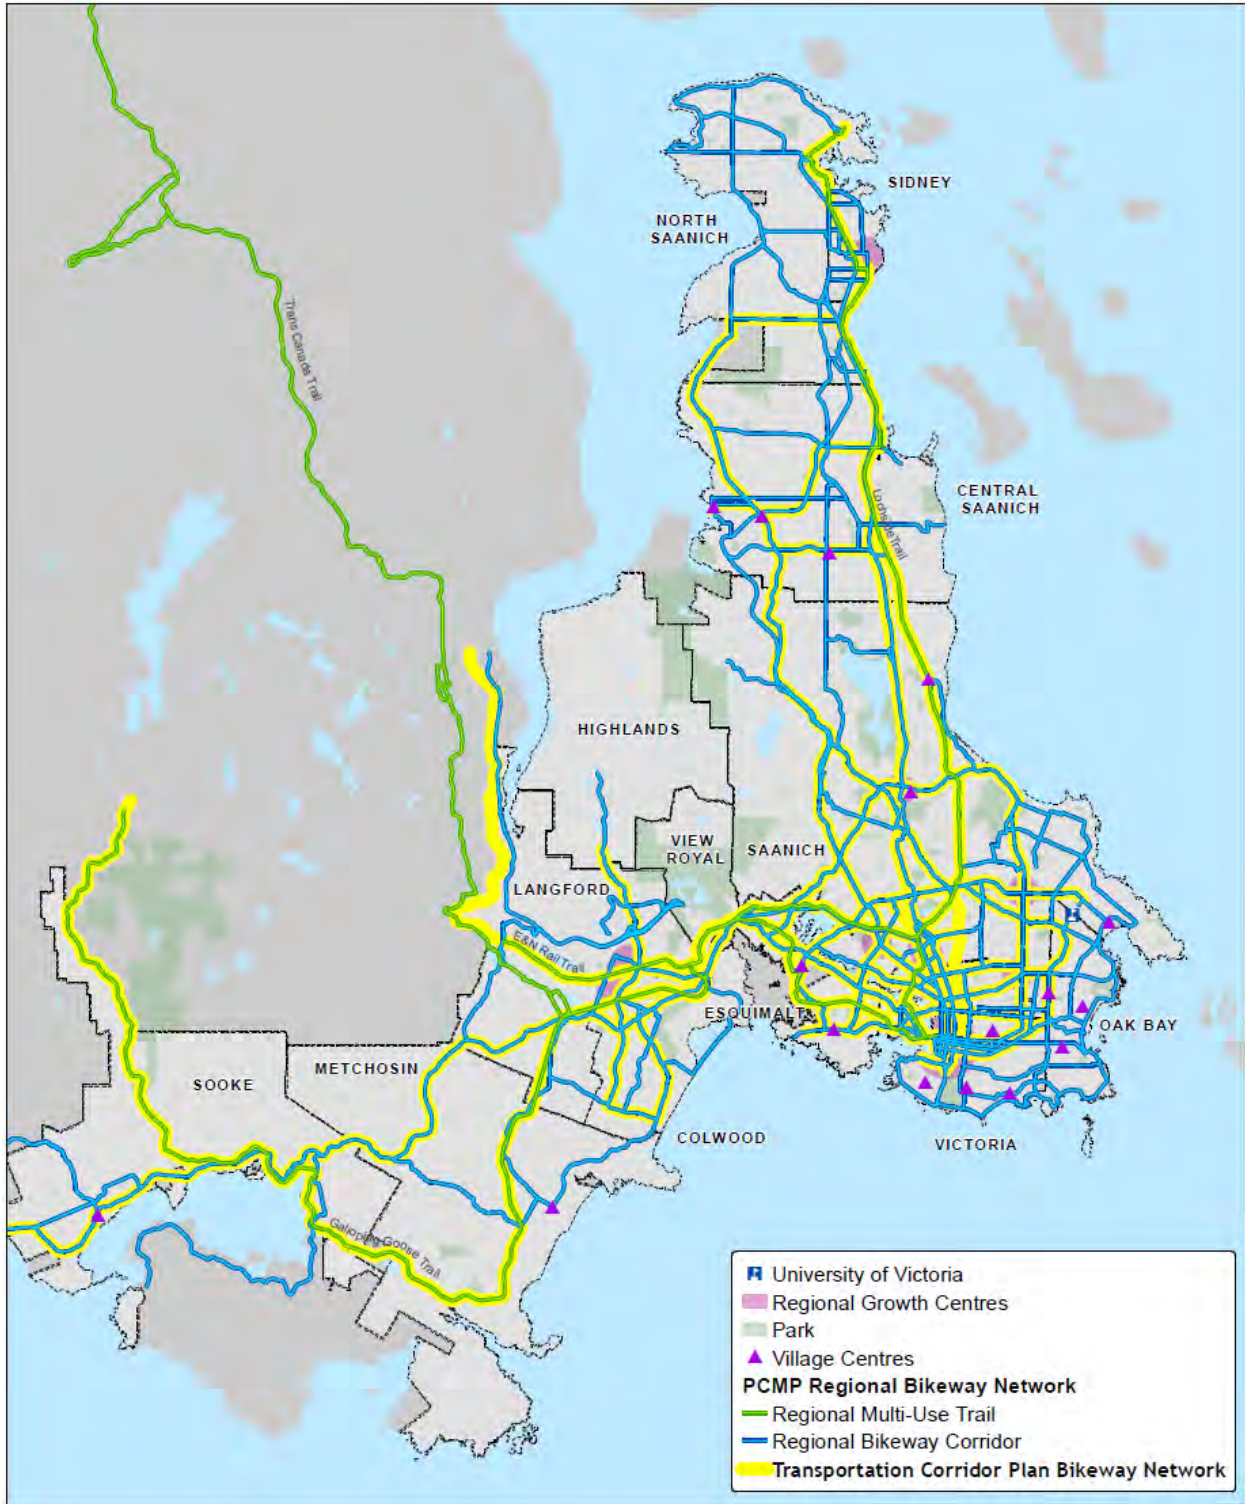 SIDNEY
NORTH
SAANICH
Trans Canada Trail
CENTRAL
SAANICH
Lochside Trail
HIGHLANDS
VIEW
ROYAL
SAANICH
LANGFORD
E&N Rail Trail
ESQUIMALT
OAK BAY
METCHOSIN
SOOKE
COLWOOD
VICTORIA
Galloping Goose Trail
University of Victoria
Regional Growth Centres
Park
Village Centres
PCMP Regional Bikeway Network
Regional Multi-Use Trail
Regional Bikeway Corridor
Transportation Corridor Plan Bikeway Network